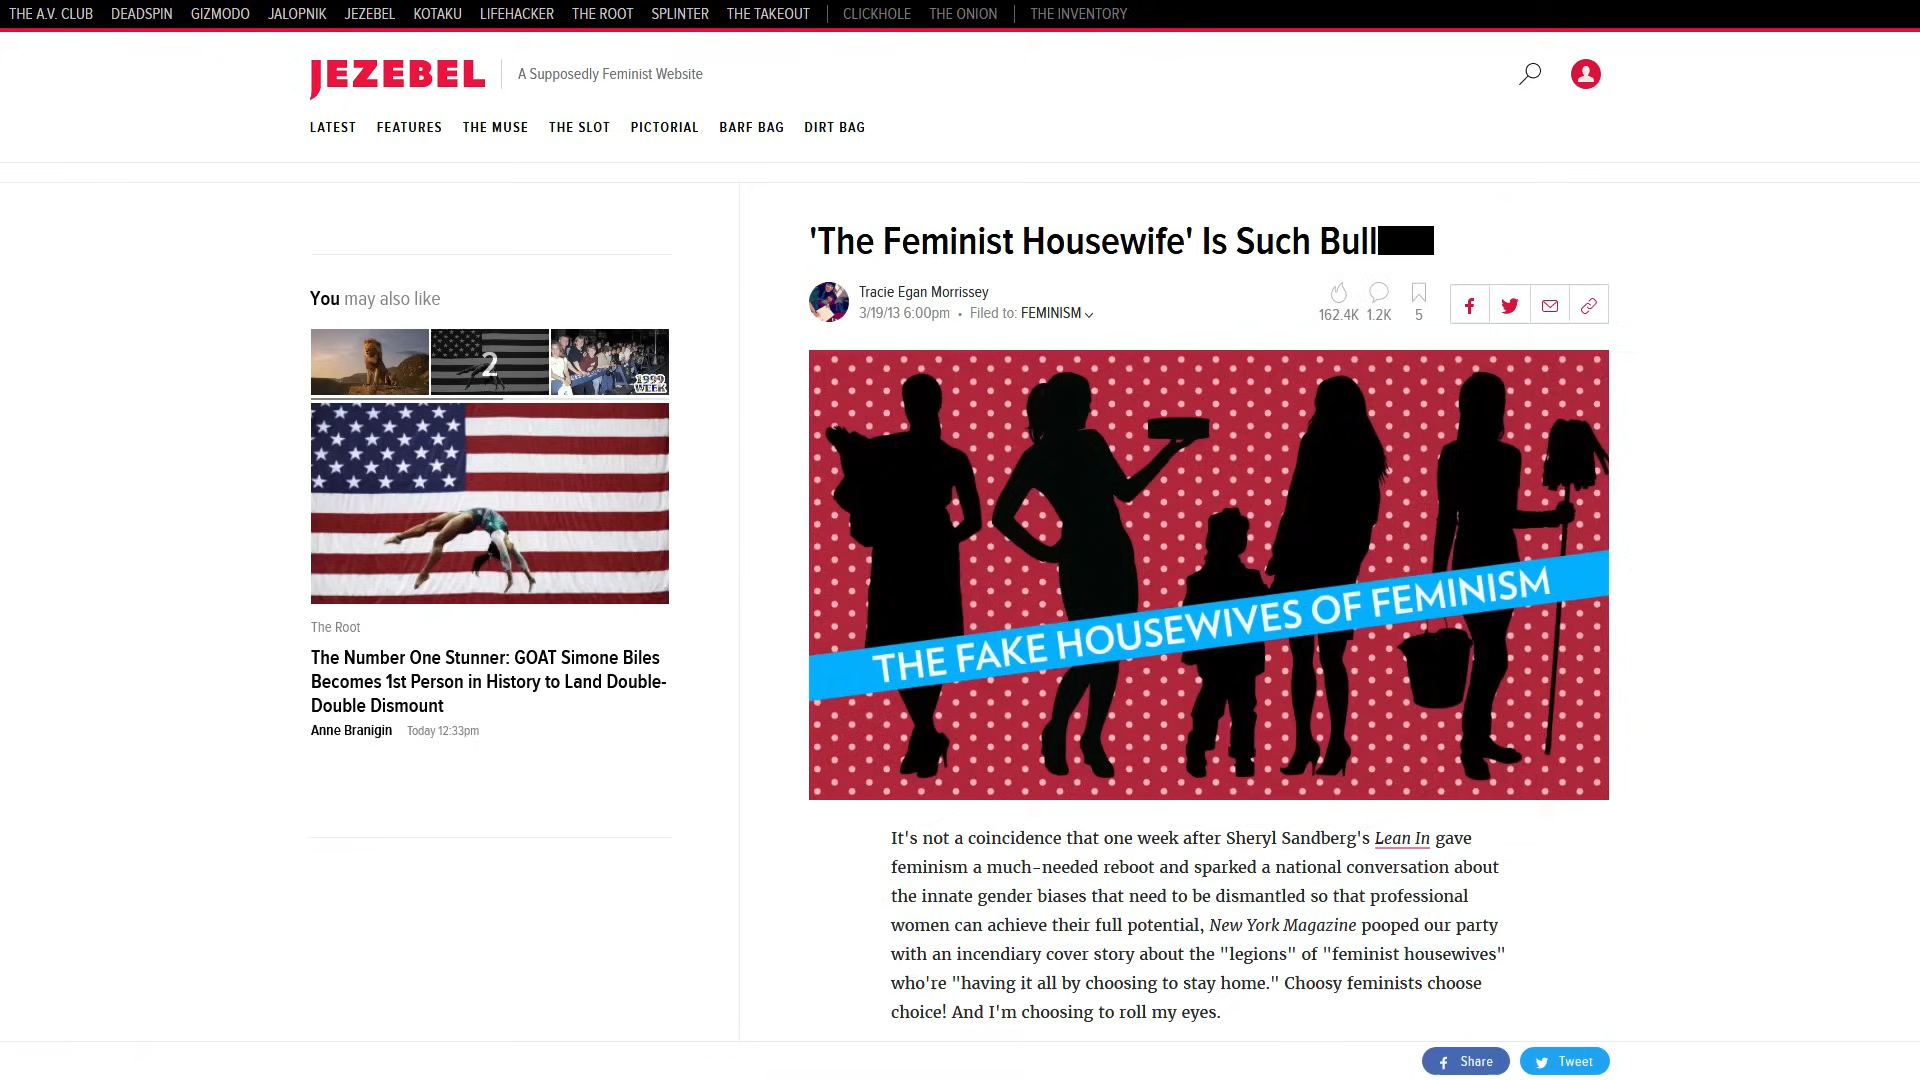 THE A.V. CLUB DEADSPIN GIZMODO JALOPNIK JEZEBEL KOTAKU LIFEHACKER THE ROOT SPLINTER THE TAKEOUT CLICKHOLE THE ONION THE INVENTORY
JEZEBEL A Supposedly Feminist Website
LATEST FEATURES THE MUSE THE SLOT PICTORIAL BARF BAG DIRT BAG
You may also like
2
1999
WEEK
The Root
The Number One Stunner: GOAT Simone Biles
Becomes 1st Person in History to Land Double-
Double Dismount
Anne Branigin Today 12:33pm
'The Feminist Housewife' Is Such Bull
Tracie Egan Morrissey
3/19/13 6:00pm • Filed to: FEMINISM
162.4K 1.2K 5
THE FAKE HOUSEWIVES OF FEMINISM
It's not a coincidence that one week after Sheryl Sandberg's Lean In gave
feminism a much-needed reboot and sparked a national conversation about
the innate gender biases that need to be dismantled so that professional
women can achieve their full potential, New York Magazine pooped our party
with an incendiary cover story about the "legions" of "feminist housewives"
who're "having it all by choosing to stay home." Choosy feminists choose
choice! And I'm choosing to roll my eyes.
Share Tweet